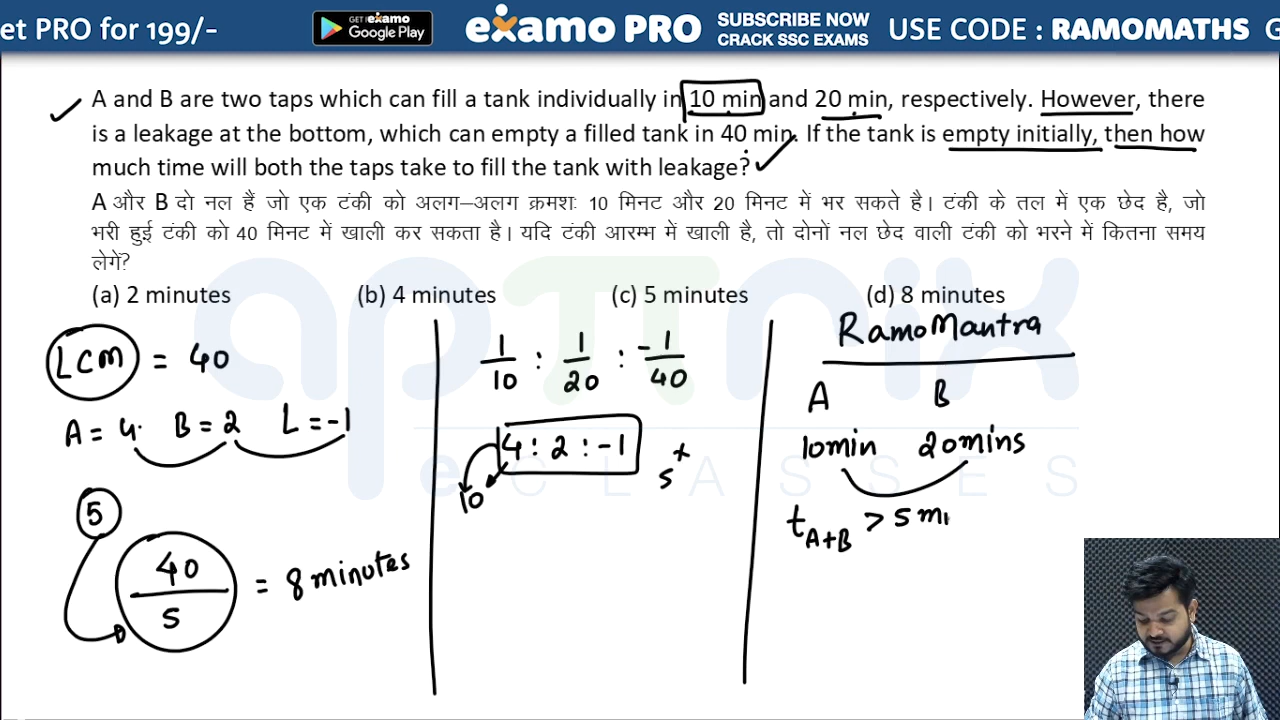 et PRO for 199/-
GET IT examo
Google Play
examo PRO
SUBSCRIBE NOW
CRACK SSC EXAMS
USE CODE : RAMOMATHS G
A and B are two taps which can fill a tank individually in 10 min and 20 min, respectively. However, there
is a leakage at the bottom, which can empty a filled tank in 40 min. If the tank is empty initially, then how
much time will both the taps take to fill the tank with leakage?
A और B दो नल हैं जो एक टंकी को अलग–अलग क्रमशः 10 मिनट और 20 मिनट में भर सकते है। टंकी के तल में एक छेद है, जो
भरी हुई टंकी को 40 मिनट में खाली कर सकता है। यदि टंकी आरम्भ में खाली है, तो दोनों नल छेद वाली टंकी को भरने में कितना समय
लेगें?
(a) 2 minutes (b) 4 minutes (c) 5 minutes (d) 8 minutes
LCM = 40
A = 4 B = 2 L = -1
5
40/5 = 8 minutes
1/10 : 1/20 : -1/40
4 : 2 : -1
10
5 +
RamoMantra
A B
10min 20mins
t A+B > 5 mi
apтnix
e CLASSES